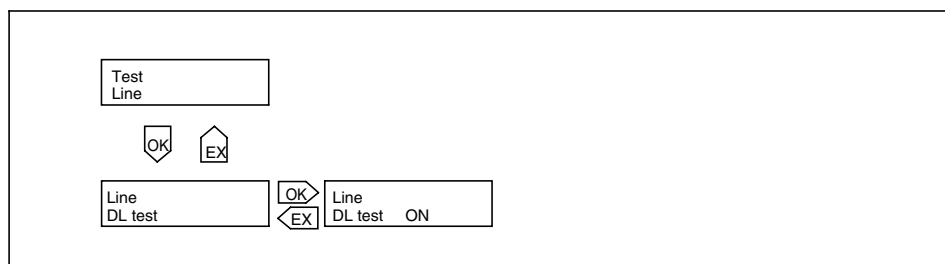 Test
Line
OK
EX
Line
DL test
OK
EX
Line
DL test ON